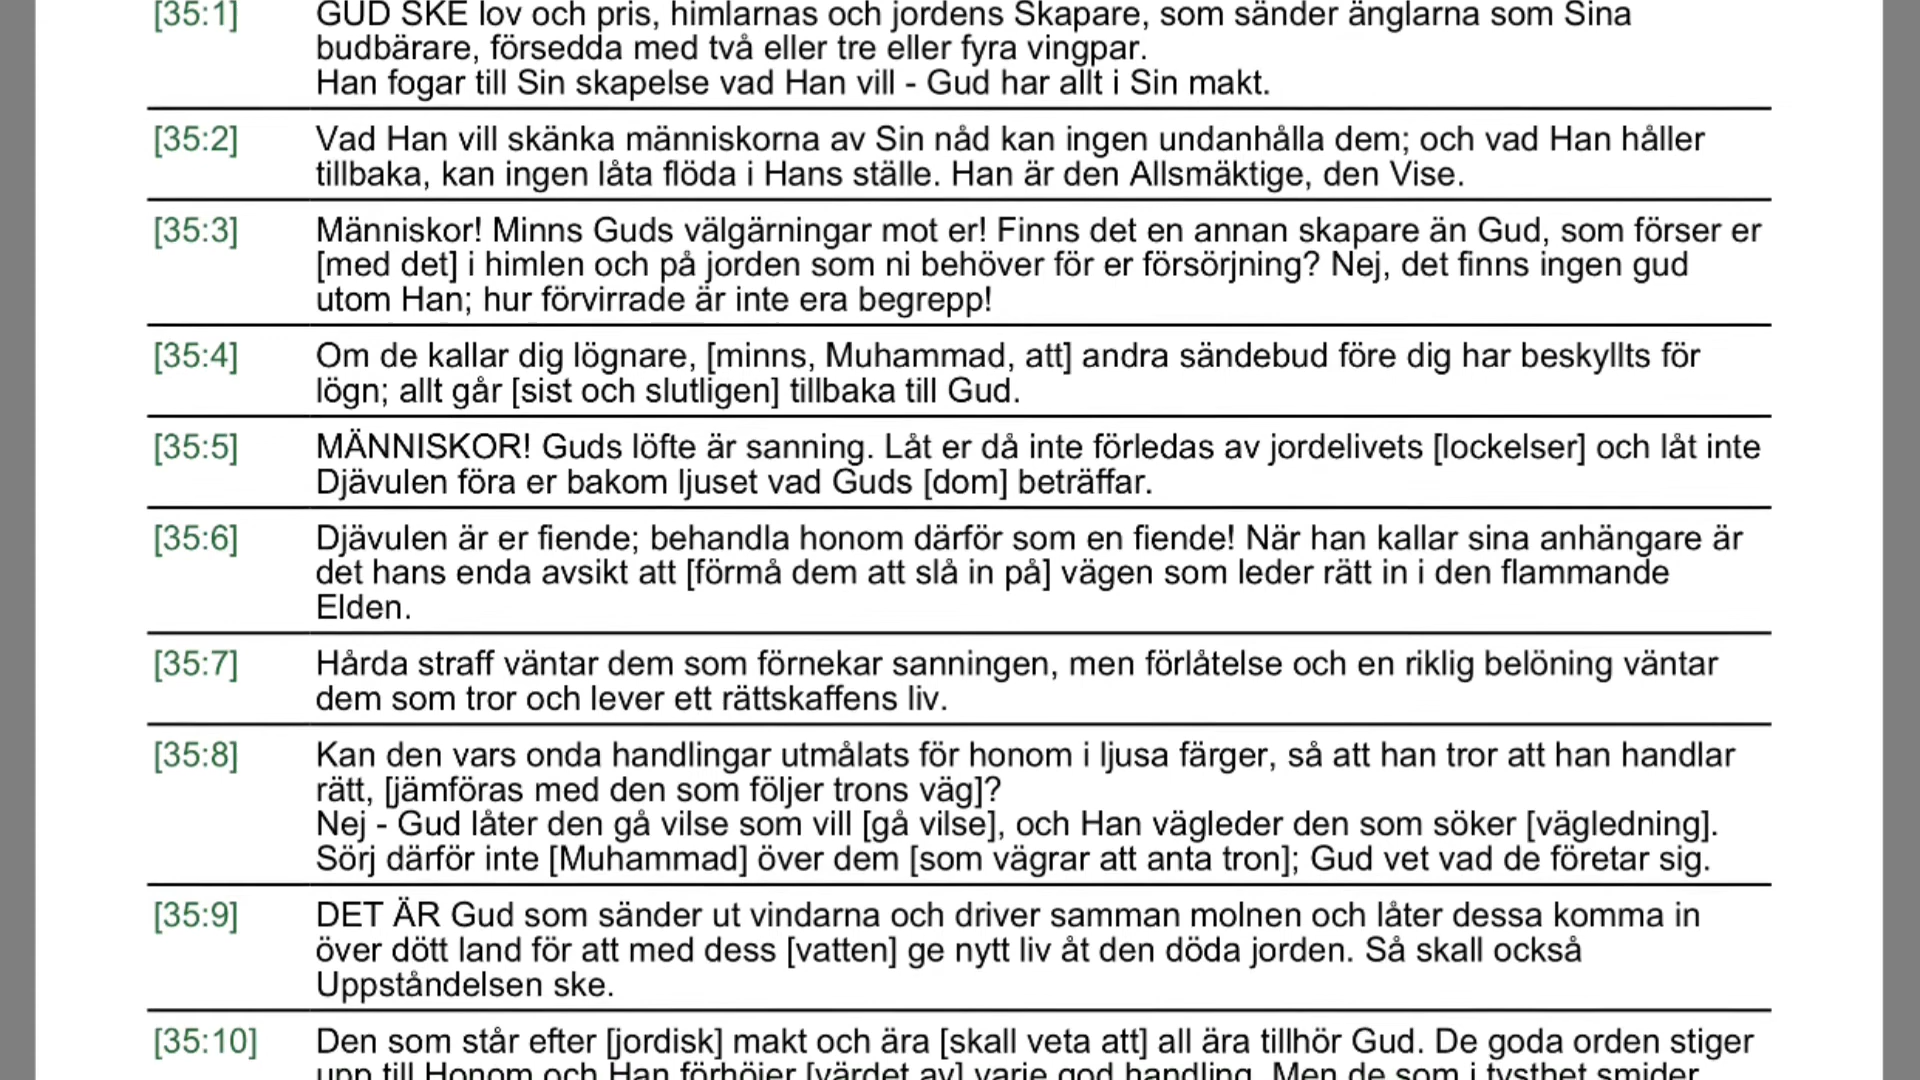 [35:1] GUD SKE lov och pris, himlarnas och jordens Skapare, som sänder änglarna som Sina
budbärare, försedda med två eller tre eller fyra vingpar.
Han fogar till Sin skapelse vad Han vill - Gud har allt i Sin makt.
[35:2] Vad Han vill skänka människorna av Sin nåd kan ingen undanhålla dem; och vad Han håller
tillbaka, kan ingen låta flöda i Hans ställe. Han är den Allsmäktige, den Vise.
[35:3] Människor! Minns Guds välgärningar mot er! Finns det en annan skapare än Gud, som förser er
[med det] i himlen och på jorden som ni behöver för er försörjning? Nej, det finns ingen gud
utom Han; hur förvirrade är inte era begrepp!
[35:4] Om de kallar dig lögnare, [minns, Muhammad, att] andra sändebud före dig har beskyllts för
lögn; allt går [sist och slutligen] tillbaka till Gud.
[35:5] MÄNNISKOR! Guds löfte är sanning. Låt er då inte förledas av jordelivets [lockelser] och låt inte
Djävulen föra er bakom ljuset vad Guds [dom] beträffar.
[35:6] Djävulen är er fiende; behandla honom därför som en fiende! När han kallar sina anhängare är
det hans enda avsikt att [förmå dem att slå in på] vägen som leder rätt in i den flammande
Elden.
[35:7] Hårda straff väntar dem som förnekar sanningen, men förlåtelse och en riklig belöning väntar
dem som tror och lever ett rättskaffens liv.
[35:8] Kan den vars onda handlingar utmålats för honom i ljusa färger, så att han tror att han handlar
rätt, [jämföras med den som följer trons väg]?
Nej - Gud låter den gå vilse som vill [gå vilse], och Han vägleder den som söker [vägledning].
Sörj därför inte [Muhammad] över dem [som vägrar att anta tron]; Gud vet vad de företar sig.
[35:9] DET ÄR Gud som sänder ut vindarna och driver samman molnen och låter dessa komma in
över dött land för att med dess [vatten] ge nytt liv åt den döda jorden. Så skall också
Uppståndelsen ske.
[35:10] Den som står efter [jordisk] makt och ära [skall veta att] all ära tillhör Gud. De goda orden stiger
upp till Honom och Han förhöjer [värdet av] varje god handling. Men de som i tysthet smider